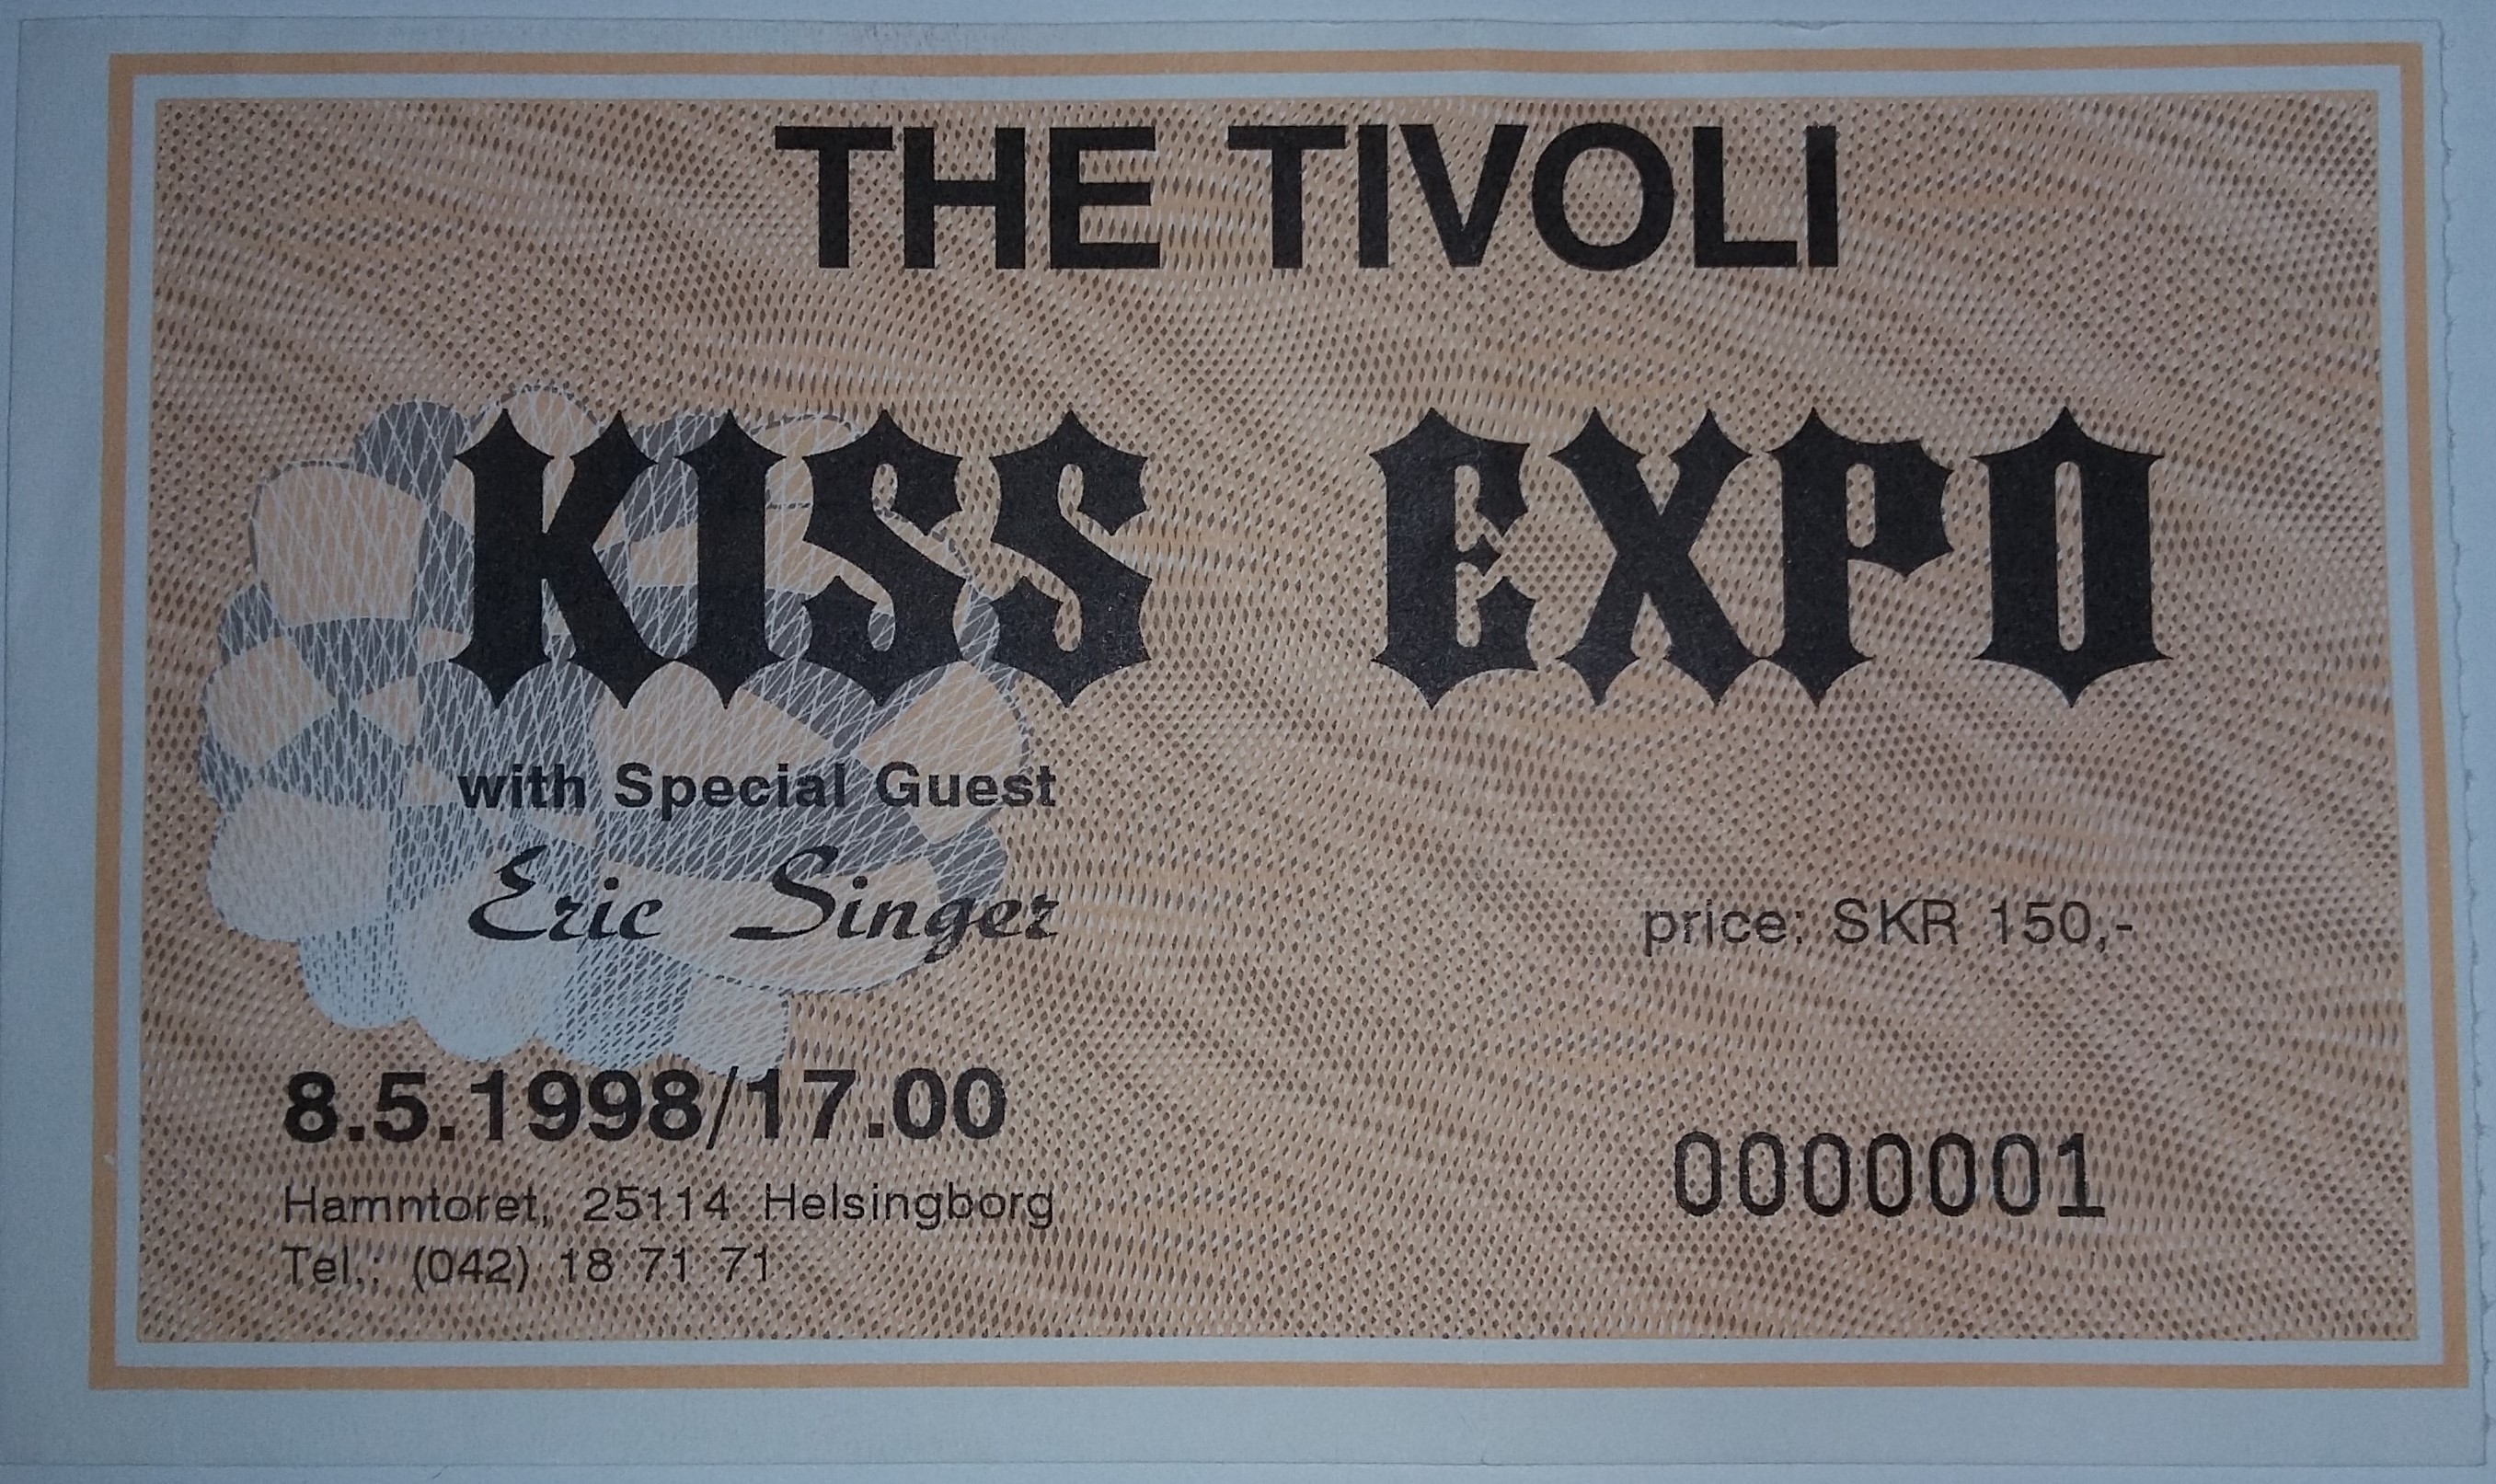 THE TIVOLI
KISS EXPO
with Special Guest
Eric Singer
price: SKR 150,-
8.5.1998/17.00
Hamntoret, 25114 Helsingborg
Tel.: (042) 18 71 71
0000001